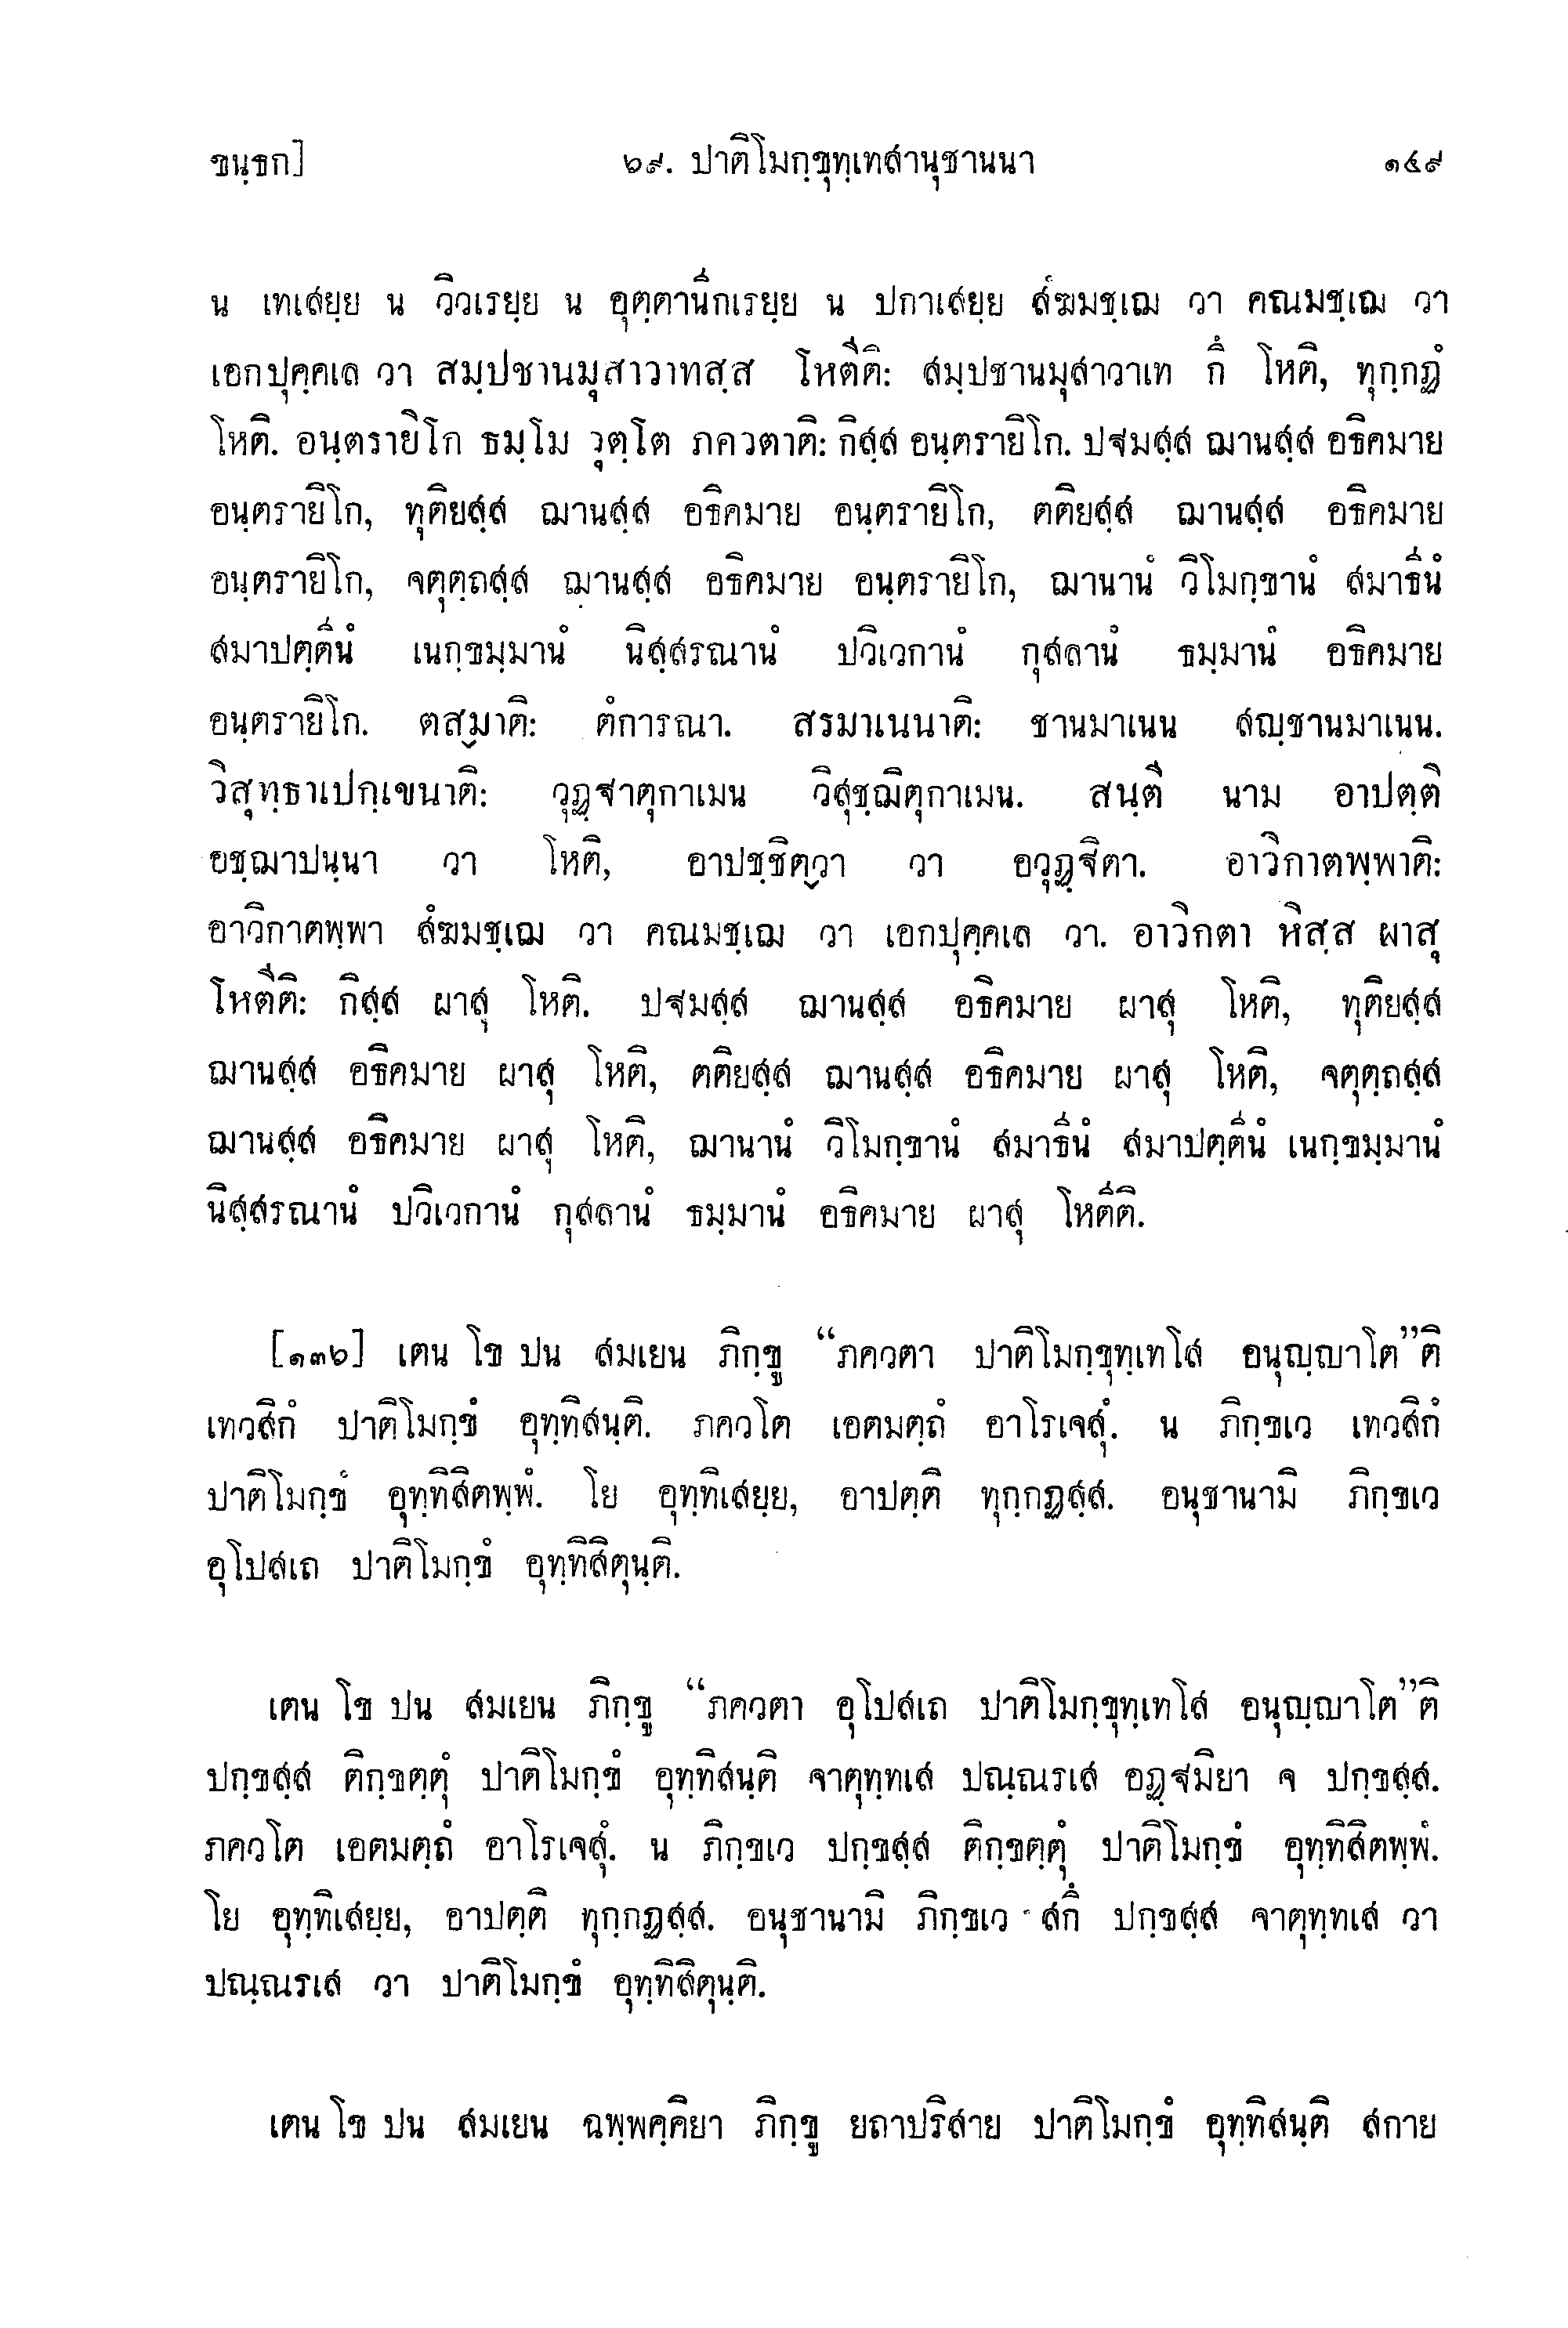 ขนฺธก]
๖๙. ปาติโมกฺขุทฺเทสานุชานนา
๑๔๙
น เทเสยฺย น วิวเรยฺย น อุตฺตานึกเรยฺย น ปกาเสยฺย สํฆมชฺเฌ วา คณมชฺเฌ วา
เอกปุคฺคเล วา สมฺปชานมุสาวาทสฺส โหตีติ: สมฺปชานมุสาวาเท กึ โหติ, ทุกฺกฏํ
โหติ. อนฺตรายิโก ธมฺโม วุตฺโต ภควตาติ: กิสฺส อนฺตรายิโก. ปฐมสฺส ฌานสฺส อธิคมาย
อนฺตรายิโก, ทุติยสฺส ฌานสฺส อธิคมาย อนฺตรายิโก, ตติยสฺส ฌานสฺส อธิคมาย
อนฺตรายิโก, จตุตฺถสฺส ฌานสฺส อธิคมาย อนฺตรายิโก, ฌานานํ วิโมกฺขานํ สมาธีนํ
สมาปตฺตีนํ เนกฺขมฺมานํ นิสฺสรณานํ ปวิเวกานํ กุสลานํ ธมฺมานํ อธิคมาย
อนฺตรายิโก. ตสฺมาติ: ตํการณา. สรมาเนนาติ: ชานมาเนน สญฺชานมาเนน.
วิสุทฺธาเปกฺเขนาติ: วุฏฺฐาตุกาเมน วิสุชฺฌิตุกาเมน. สนฺตี นาม อาปตฺติ
อชฺฌาปนฺนา วา โหติ, อาปชฺชิตฺวา วา อวุฏฺฐิตา. อาวิกาตพฺพาติ:
อาวิกาตพฺพา สํฆมชฺเฌ วา คณมชฺเฌ วา เอกปุคฺคเล วา. อาวิกตา หิสฺส ผาสุ
โหตีติ: กิสฺส ผาสุ โหติ. ปฐมสฺส ฌานสฺส อธิคมาย ผาสุ โหติ, ทุติยสฺส
ฌานสฺส อธิคมาย ผาสุ โหติ, ตติยสฺส ฌานสฺส อธิคมาย ผาสุ โหติ, จตุตฺถสฺส
ฌานสฺส อธิคมาย ผาสุ โหติ, ฌานานํ วิโมกฺขานํ สมาธีนํ สมาปตฺตีนํ เนกฺขมฺมานํ
นิสฺสรณานํ ปวิเวกานํ กุสลานํ ธมฺมานํ อธิคมาย ผาสุ โหตีติ.
[๑๓๖] เตน โข ปน สมเยน ภิกฺขู “ภควตา ปาติโมกฺขุทฺเทโส อนุญฺญาโต”ติ
เทวสิกํ ปาติโมกฺขํ อุทฺทิสนฺติ. ภควโต เอตมตฺถํ อาโรเจสุํ. น ภิกฺขเว เทวสิกํ
ปาติโมกฺขํ อุทฺทิสิตพฺพํ. โย อุทฺทิเสยฺย, อาปตฺติ ทุกฺกฏสฺส. อนุชานามิ ภิกฺขเว
อุโปสเถ ปาติโมกฺขํ อุทฺทิสิตุนฺติ.
เตน โข ปน สมเยน ภิกฺขู “ภควตา อุโปสเถ ปาติโมกฺขุทฺเทโส อนุญฺญาโต”ติ
ปกฺขสฺส ติกฺขตฺตุํ ปาติโมกฺขํ อุทฺทิสนฺติ จาตุทฺทเส ปณฺณรเส อฏฺฐมิยา จ ปกฺขสฺส.
ภควโต เอตมตฺถํ อาโรเจสุํ. น ภิกฺขเว ปกฺขสฺส ติกฺขตฺตุํ ปาติโมกฺขํ อุทฺทิสิตพฺพํ.
โย อุทฺทิเสยฺย, อาปตฺติ ทุกฺกฏสฺส. อนุชานามิ ภิกฺขเว สกึ ปกฺขสฺส จาตุทฺทเส วา
ปณฺณรเส วา ปาติโมกฺขํ อุทฺทิสิตุนฺติ.
เตน โข ปน สมเยน ฉพฺพคฺคิยา ภิกฺขู ยถาปริสาย ปาติโมกฺขํ อุทฺทิสนฺติ สกาย